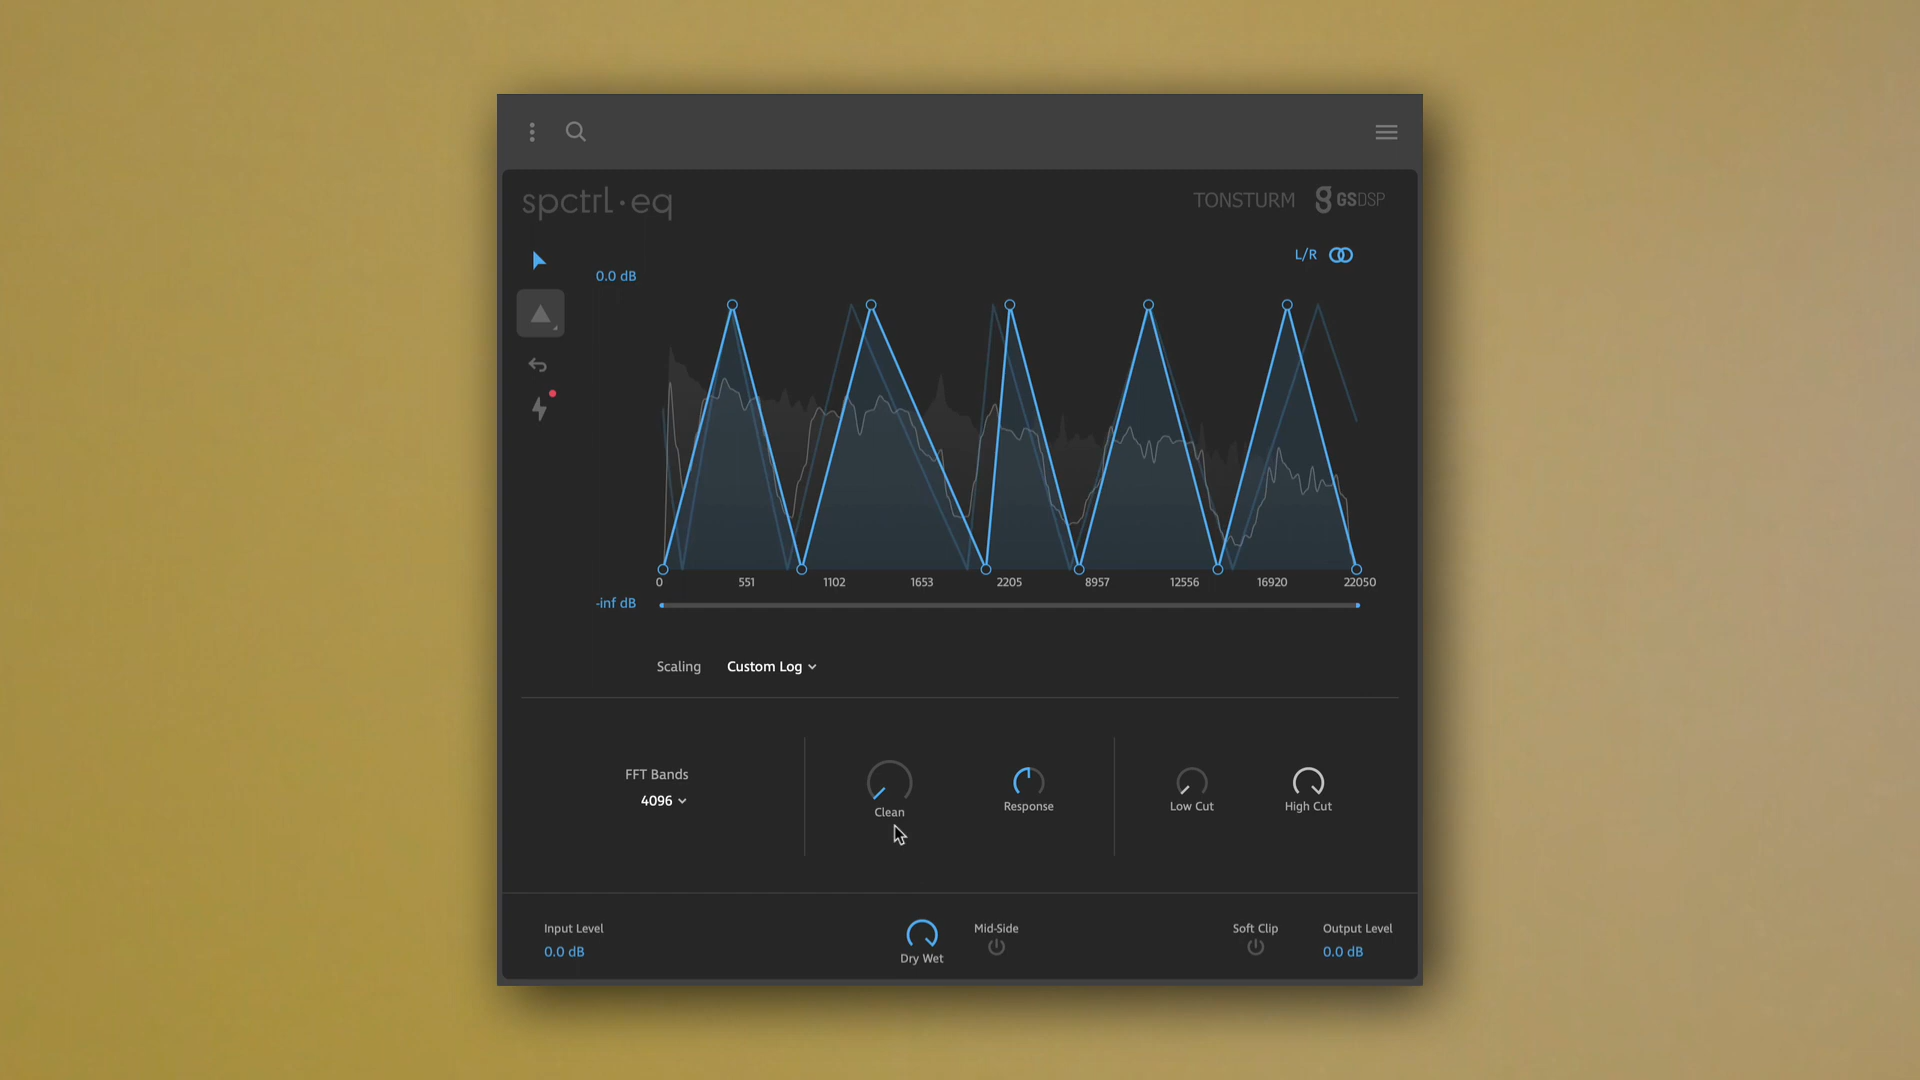 spctrl·eq
TONSTURM
g GSDSP
L/R
0.0 dB
0 551 1102 1653 2205 8957 12556 16920 22050
-inf dB
Scaling Custom Log
FFT Bands
4096
Clean
Response
Low Cut
High Cut
Input Level
0.0 dB
Dry Wet
Mid-Side
Soft Clip
Output Level
0.0 dB